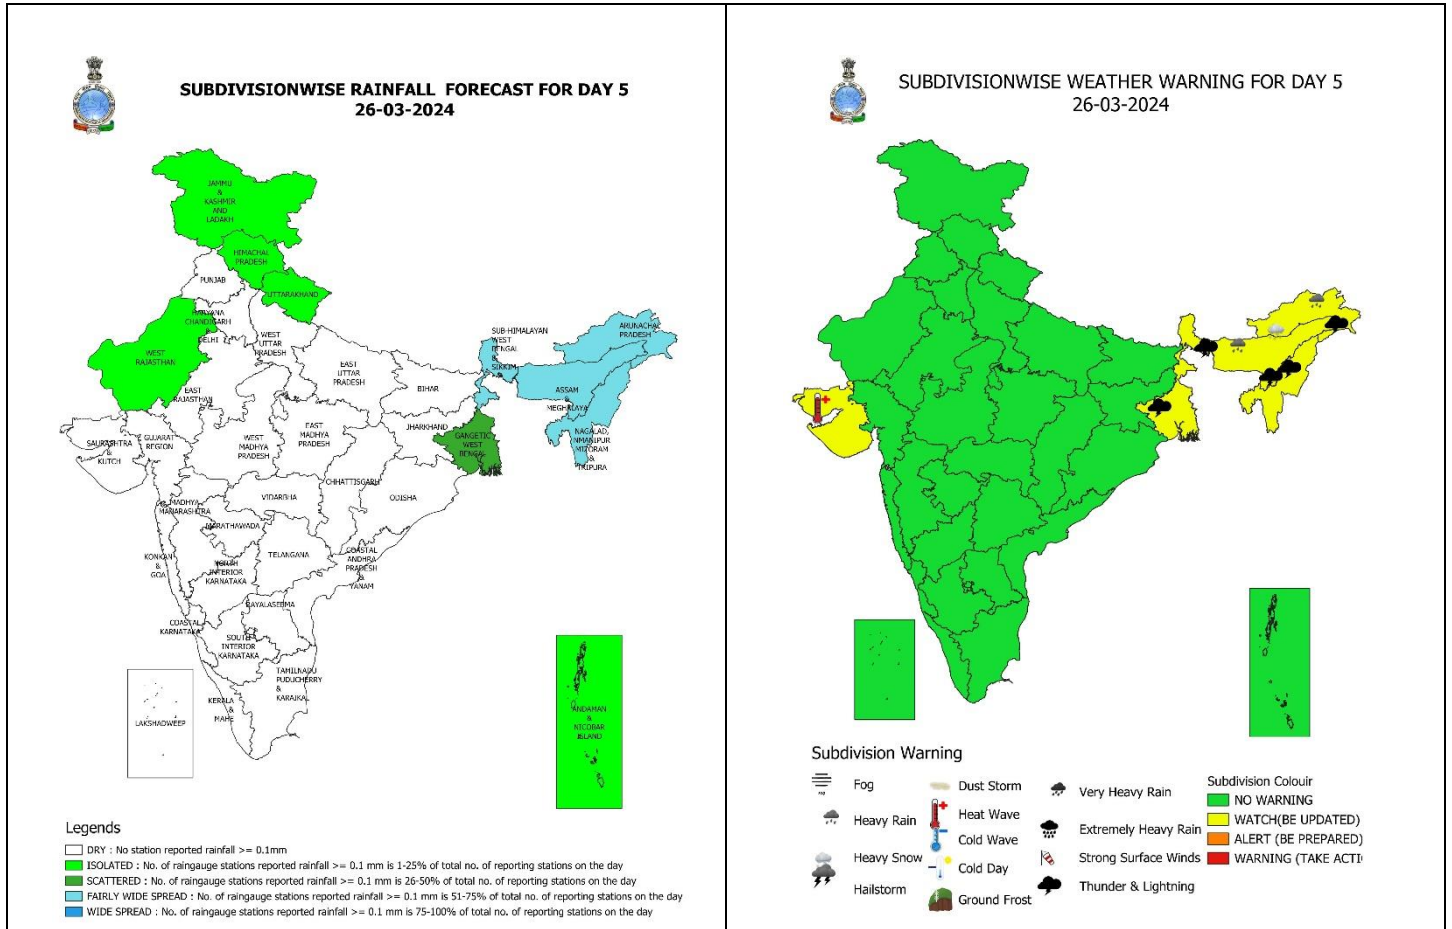 SUBDIVISIONWISE RAINFALL FORECAST FOR DAY 5
26-03-2024
JAMMU
&
KASHMER
AND
LADAKH
HIMACHAL
PRADESH
PUNJAB
UTTARAKHAND
HARYANA
CHANDIGARH
&
DELHI
WEST
UTTAR
PRADESH
WEST
RAJASTHAN
EAST
RAJASTHAN
EAST
UTTAR
PRADESH
BIHAR
SUB-HIMALAYAN
WEST
BENGAL
&
SIKKIM
ARUNACHAL
PRADESH
ASSAM
&
MEGHALAYA
NAGALAD,
NMANIPUR
MIZORAM
&
TRIPURA
SAURASHTRA
&
KUTCH
GUJARAT
REGION
WEST
MADHYA
PRADESH
EAST
MADHYA
PRADESH
JHARKHAND
GANGETIC
WEST
BENGAL
CHHATTISGARH
ODISHA
VIDARBHA
MADHYA
MAHARASHTRA
MARATHAWADA
TELANGANA
COASTAL
ANDHRA
PRADESH
&
YANAM
KONKAN
&
GOA
NORTH
INTERIOR
KARNATAKA
RAYALASEEMA
COASTAL
KARNATAKA
SOUTH
INTERIOR
KARNATAKA
TAMILNADU
PUDUCHERRY
&
KARAIKAL
KERALA
&
MAHE
LAKSHADWEEP
ANDAMAN
&
NICOBAR
ISLAND
Legends
DRY : No station reported rainfall >= 0.1mm
ISOLATED : No. of raingauge stations reported rainfall >= 0.1 mm is 1-25% of total no. of reporting stations on the day
SCATTERED : No. of raingauge stations reported rainfall >= 0.1 mm is 26-50% of total no. of reporting stations on the day
FAIRLY WIDE SPREAD : No. of raingauge stations reported rainfall >= 0.1 mm is 51-75% of total no. of reporting stations on the day
WIDE SPREAD : No. of raingauge stations reported rainfall >= 0.1 mm is 75-100% of total no. of reporting stations on the day
SUBDIVISIONWISE WEATHER WARNING FOR DAY 5
26-03-2024
Subdivision Warning
Fog
Heavy Rain
Heavy Snow
Hailstorm
Dust Storm
Heat Wave
Cold Wave
Cold Day
Ground Frost
Very Heavy Rain
Extremely Heavy Rain
Strong Surface Winds
Thunder & Lightning
Subdivision Colouir
NO WARNING
WATCH(BE UPDATED)
ALERT (BE PREPARED)
WARNING (TAKE ACTI